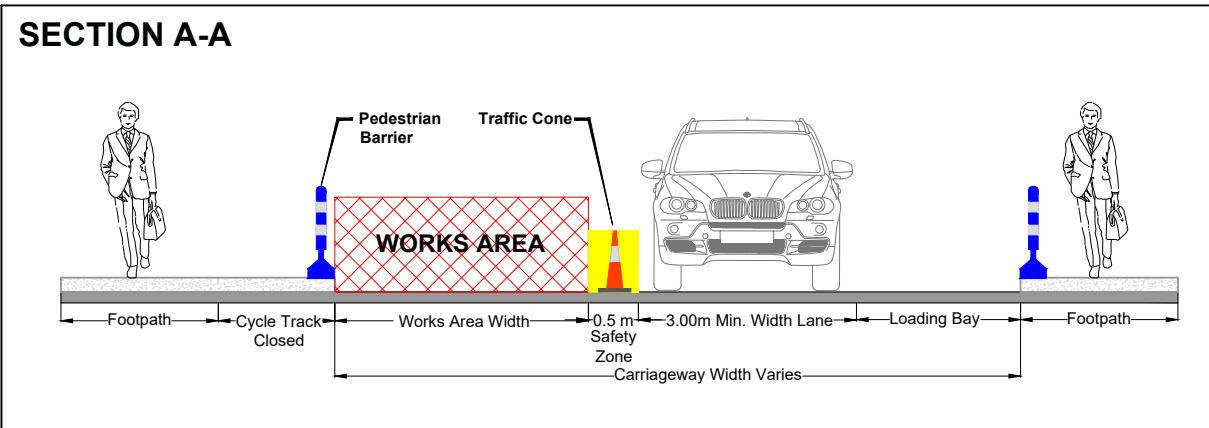 SECTION A-A
Pedestrian
Barrier
Traffic Cone
WORKS AREA
Footpath
Cycle Track
Closed
Works Area Width
0.5 m
Safety
Zone
3.00m Min. Width Lane
Loading Bay
Footpath
Carriageway Width Varies